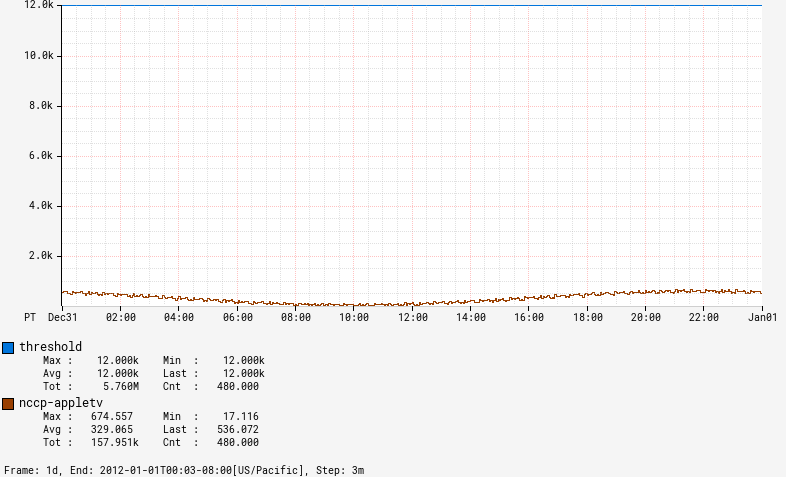 12.0k
10.0k
8.0k
6.0k
4.0k
2.0k
PT Dec31 02:00 04:00 06:00 08:00 10:00 12:00 14:00 16:00 18:00 20:00 22:00 Jan01
threshold
Max : 12.000k Min : 12.000k
Avg : 12.000k Last : 12.000k
Tot : 5.760M Cnt : 480.000
nccp-appletv
Max : 674.557 Min : 17.116
Avg : 329.065 Last : 536.072
Tot : 157.951k Cnt : 480.000
Frame: 1d, End: 2012-01-01T00:03-08:00[US/Pacific], Step: 3m